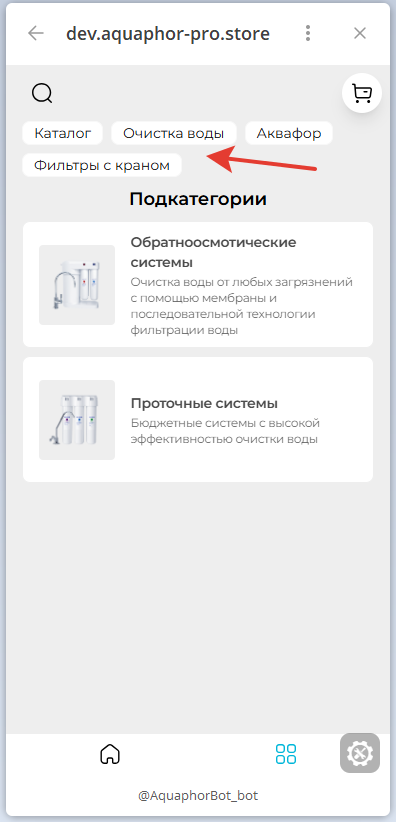 dev.aquaphor-pro.store
Каталог Очистка воды Аквафор
Фильтры с краном
Подкатегории
Обратноосмотические
системы
Очистка воды от любых загрязнений
с помощью мембраны и
последовательной технологии
фильтрации воды
Проточные системы
Бюджетные системы с высокой
эффективностью очистки воды
@AquaphorBot_bot